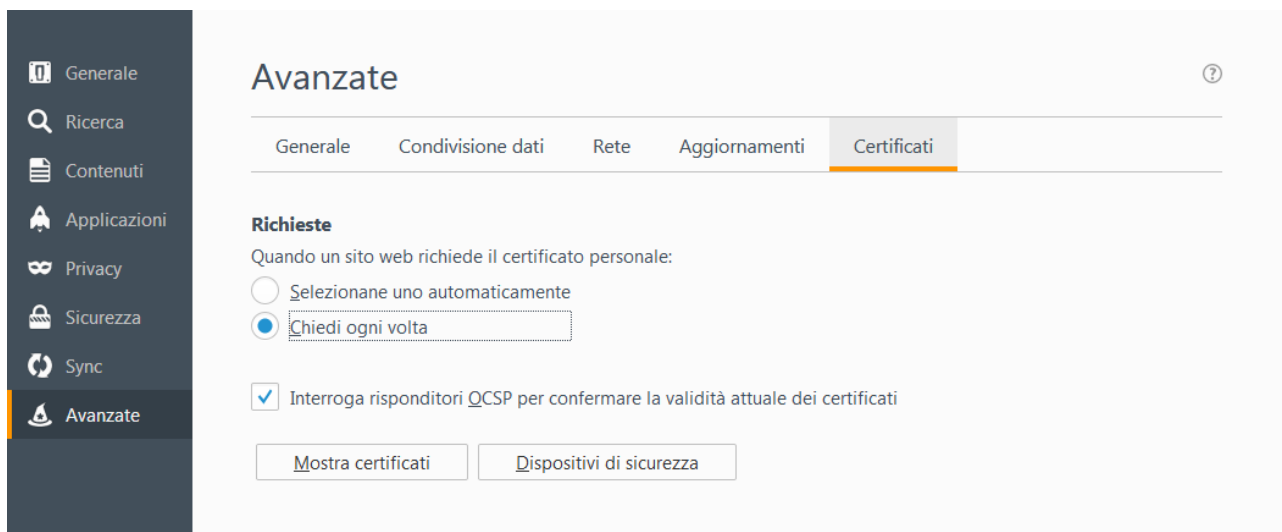 Generale
Ricerca
Contenuti
Applicazioni
Privacy
Sicurezza
Sync
Avanzate
Avanzate
?
Generale Condivisione dati Rete Aggiornamenti Certificati
Richieste
Quando un sito web richiede il certificato personale:
Selezionane uno automaticamente
Chiedi ogni volta
Interroga risponditori OCSP per confermare la validità attuale dei certificati
Mostra certificati Dispositivi di sicurezza